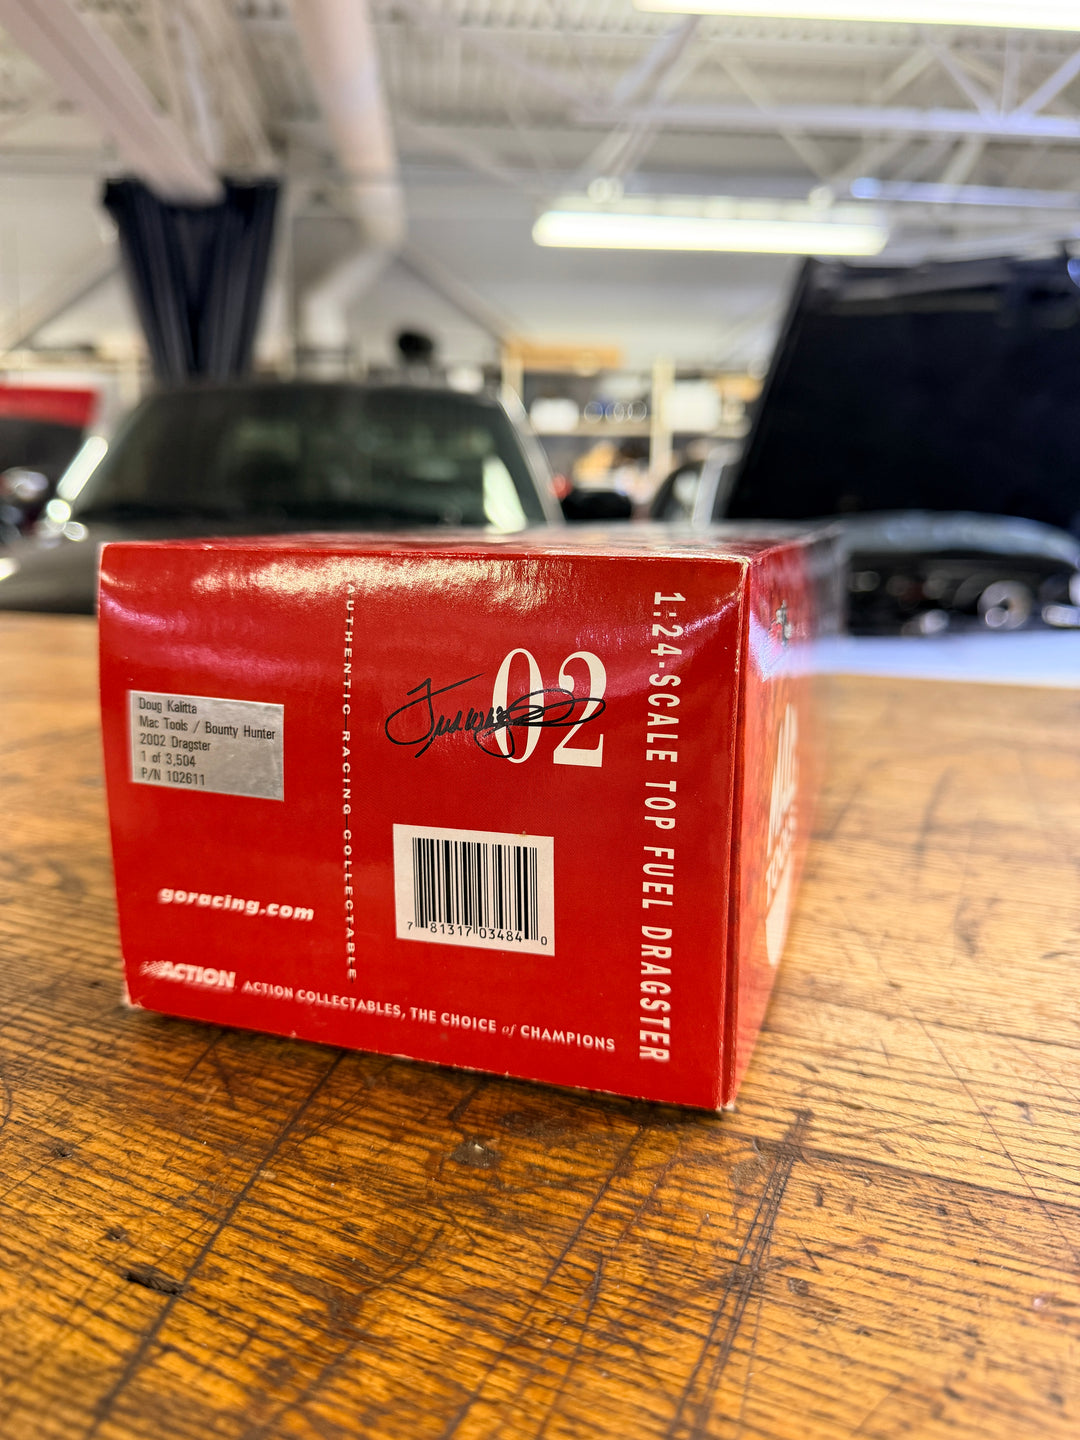 Doug Kalitta
Mac Tools / Bounty Hunter
2002 Dragster
1 of 3,504
P/N 102611
goracing.com
AUTHENTIC RACING COLLECTABLE
02
7 81317 03484 0
1:24-SCALE TOP FUEL DRAGSTER
ACTION
ACTION COLLECTABLES, THE CHOICE of CHAMPIONS